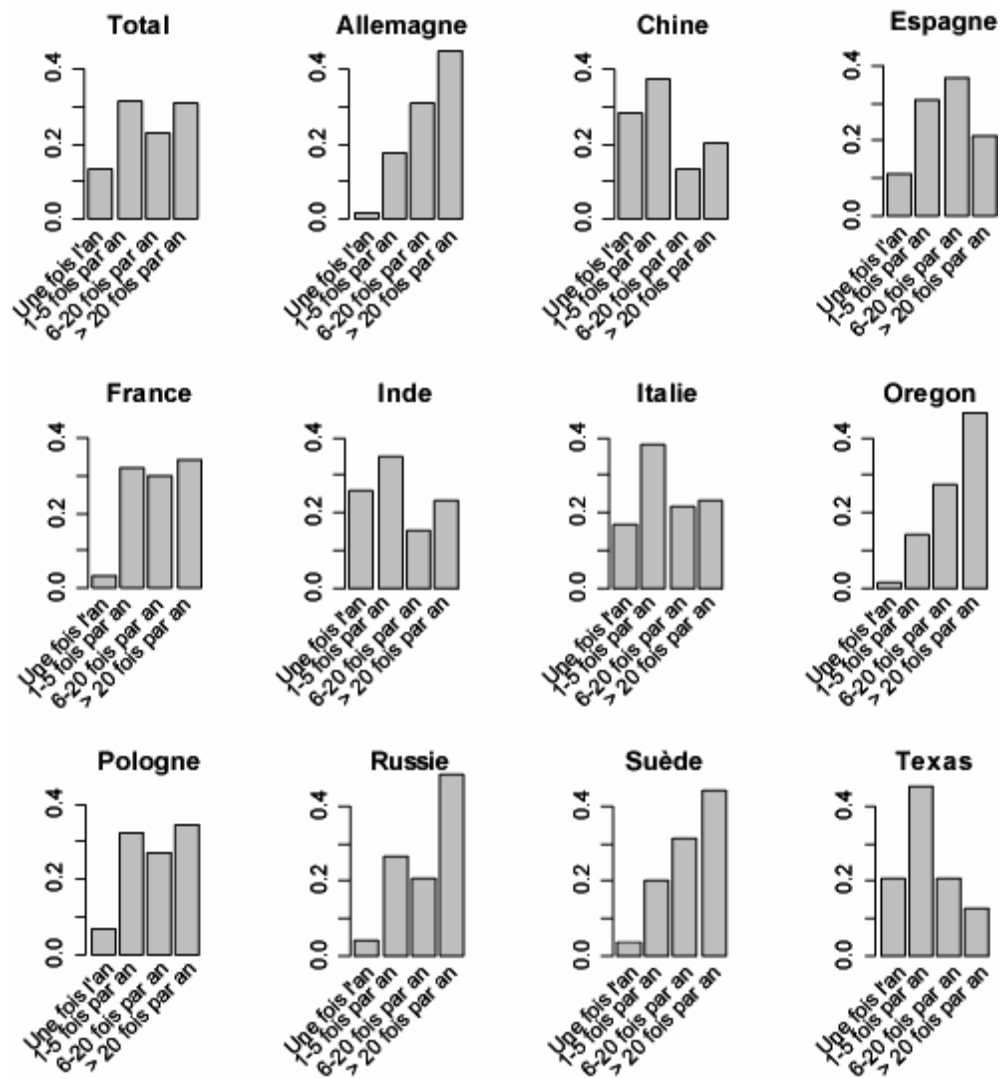 Total
0.4
0.2
0.0
Une fois l'an
1-5 fois par an
6-20 fois par an
> 20 fois par an
Allemagne
0.4
0.2
0.0
Une fois l'an
1-5 fois par an
6-20 fois par an
> 20 fois par an
Chine
0.4
0.2
0.0
Une fois l'an
1-5 fois par an
6-20 fois par an
> 20 fois par an
Espagne
0.4
0.2
0.0
Une fois l'an
1-5 fois par an
6-20 fois par an
> 20 fois par an
France
0.4
0.2
0.0
Une fois l'an
1-5 fois par an
6-20 fois par an
> 20 fois par an
Inde
0.4
0.2
0.0
Une fois l'an
1-5 fois par an
6-20 fois par an
> 20 fois par an
Italie
0.4
0.2
0.0
Une fois l'an
1-5 fois par an
6-20 fois par an
> 20 fois par an
Oregon
0.4
0.2
0.0
Une fois l'an
1-5 fois par an
6-20 fois par an
> 20 fois par an
Pologne
0.4
0.2
0.0
Une fois l'an
1-5 fois par an
6-20 fois par an
> 20 fois par an
Russie
0.4
0.2
0.0
Une fois l'an
1-5 fois par an
6-20 fois par an
> 20 fois par an
Suède
0.4
0.2
0.0
Une fois l'an
1-5 fois par an
6-20 fois par an
> 20 fois par an
Texas
0.4
0.2
0.0
Une fois l'an
1-5 fois par an
6-20 fois par an
> 20 fois par an